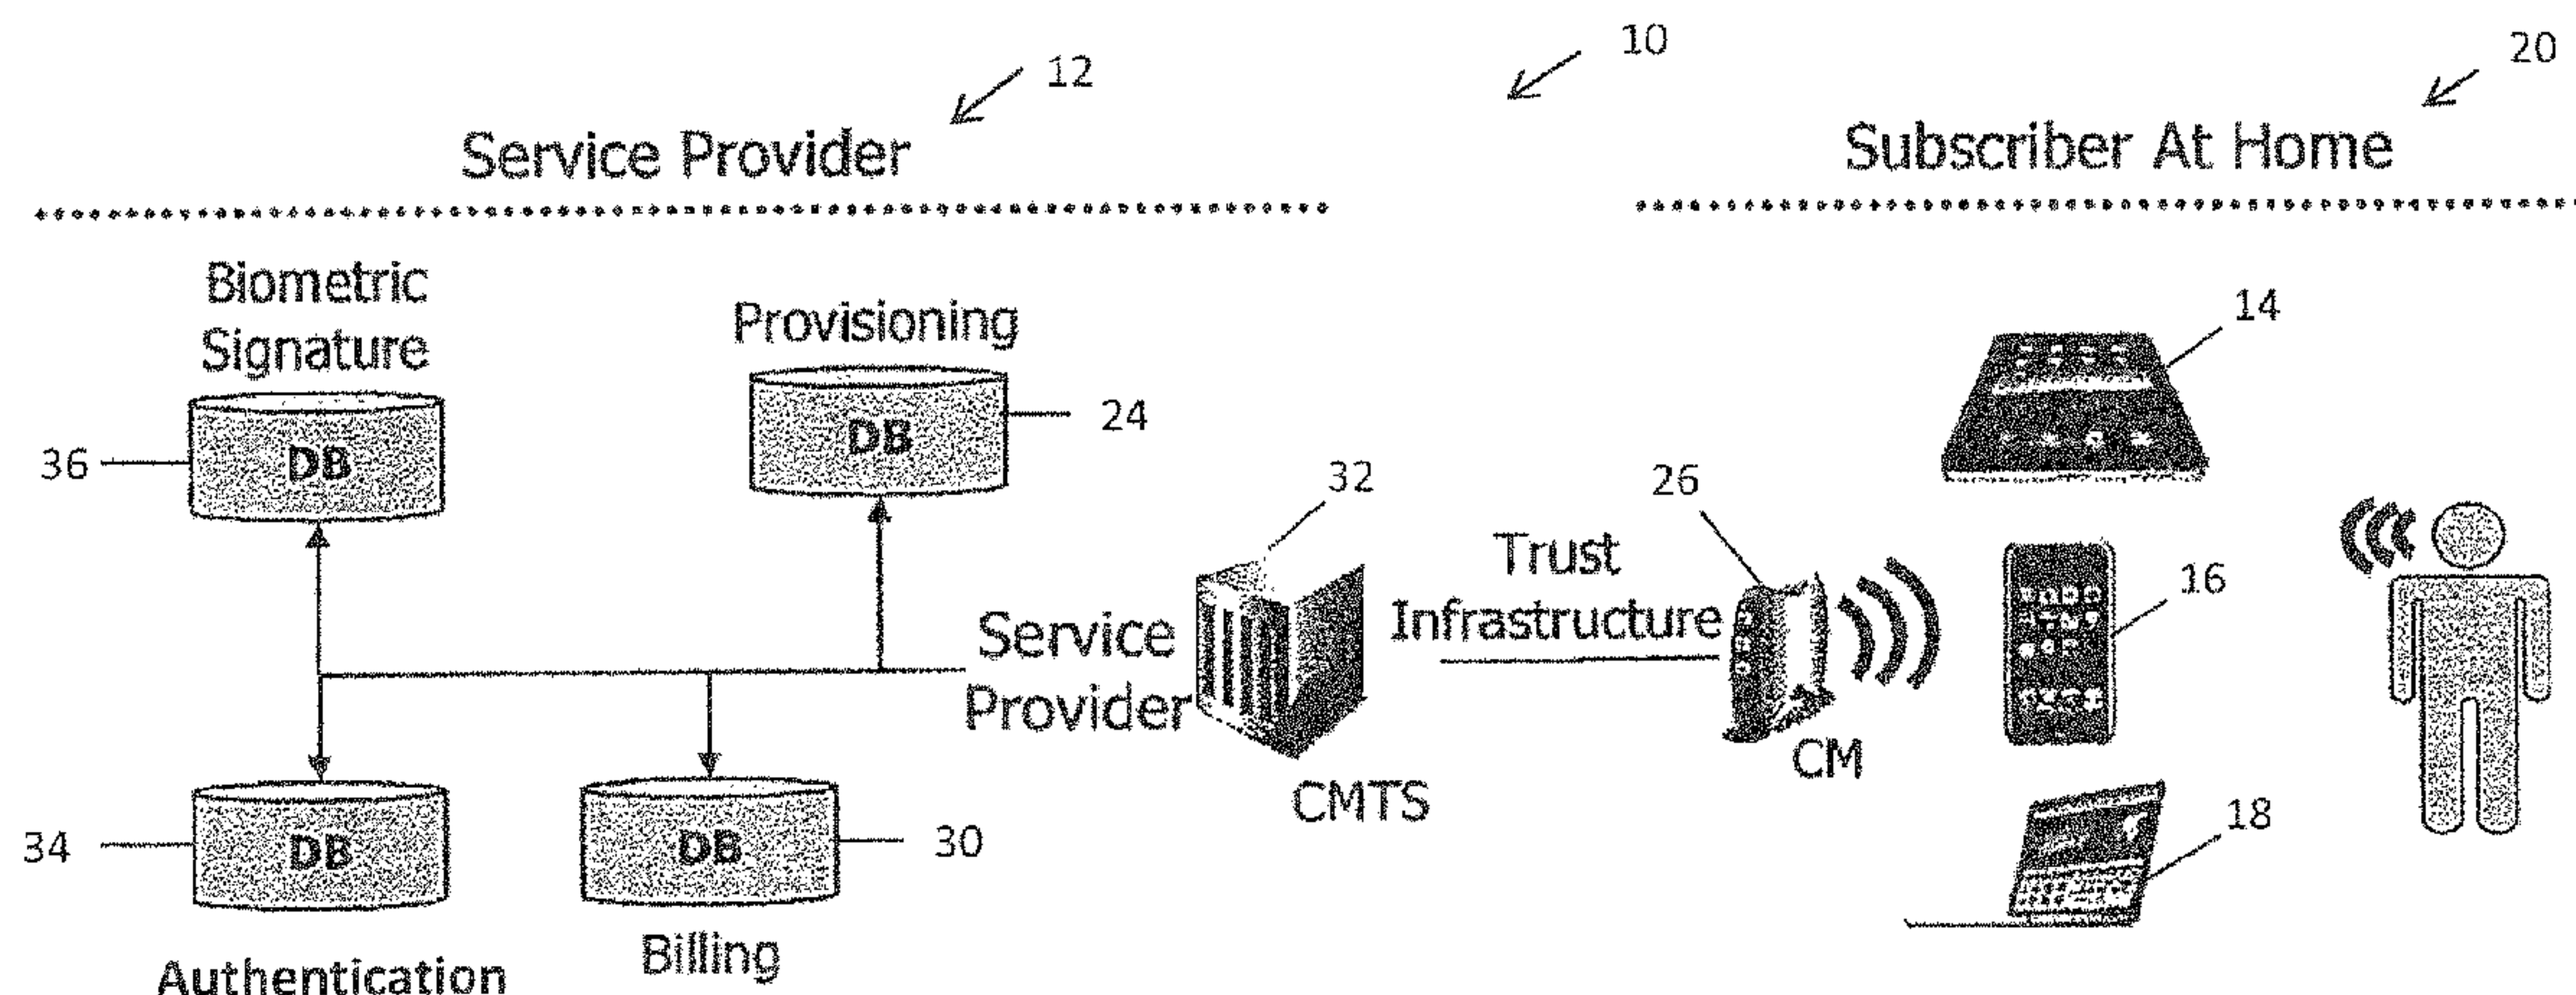 10
20
12
Service Provider
Subscriber At Home
Biometric
Signature
Provisioning
14
DB
24
DB
36
32
26
Trust
Infrastructure
16
Service
Provider
CM
CMTS
18
34
DB
DB
30
Billing
Authentication